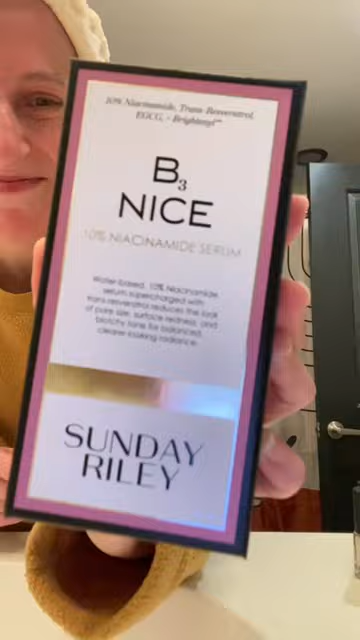 10% Niacinamide, Trans-Resveratrol,
EGCG, + Brightenyl™
B3
NICE
10% NIACINAMIDE SERUM
Water-based, 10% Niacinamide
serum supercharged with
trans-resveratrol reduces the look
of pore size, surface redness, and
blotchy tone for balanced,
clearer-looking radiance.
SUNDAY
RILEY